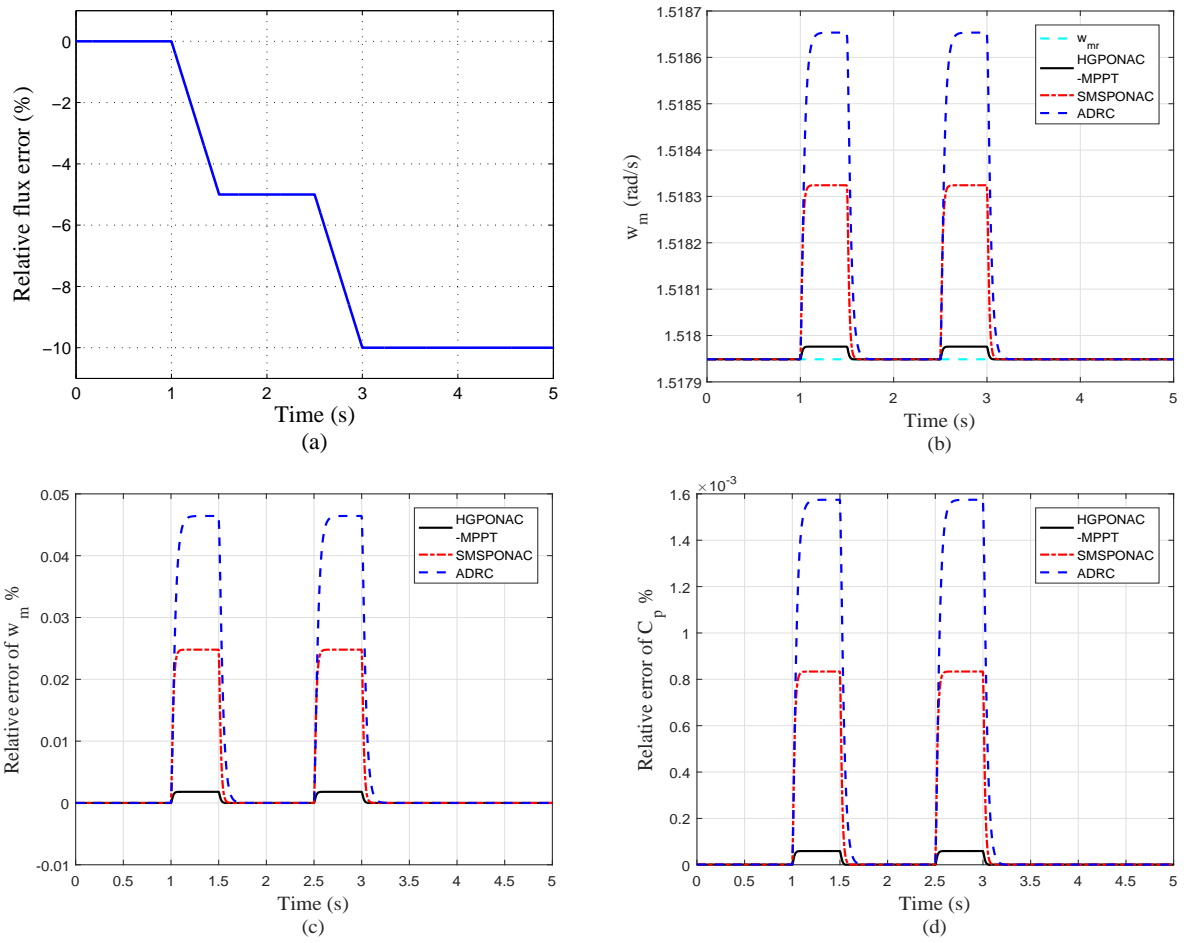 0
−2
−4
−6
−8
−10
Relative flux error (%)
0 1 2 3 4 5
Time (s)
(a)
1.5187
1.5186
1.5185
1.5184
1.5183
1.5182
1.5181
1.518
1.5179
w_m (rad/s)
w_mr
HGPONAC
-MPPT
SMSPONAC
ADRC
0 1 2 3 4 5
Time (s)
(b)
0.05
0.04
0.03
0.02
0.01
0
-0.01
Relative error of w_m %
HGPONAC
-MPPT
SMSPONAC
ADRC
0 0.5 1 1.5 2 2.5 3 3.5 4 4.5 5
Time (s)
(c)
×10^-3
1.6
1.4
1.2
1
0.8
0.6
0.4
0.2
0
Relative error of C_p %
HGPONAC
-MPPT
SMSPONAC
ADRC
0 0.5 1 1.5 2 2.5 3 3.5 4 4.5 5
Time (s)
(d)